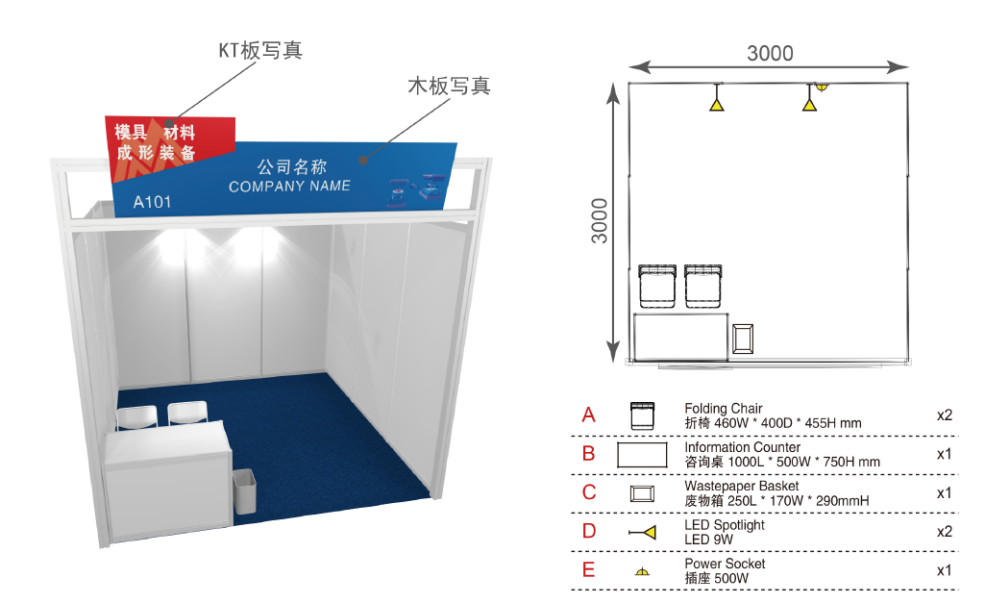 KT板写真
木板写真
模具 材料
成形装备
公司名称
COMPANY NAME
A101
3000
3000
A Folding Chair x2
折椅 460W * 400D * 455H mm
B Information Counter x1
咨询桌 1000L * 500W * 750H mm
C Wastepaper Basket x1
废物箱 250L * 170W * 290mmH
D LED Spotlight x2
LED 9W
E Power Socket x1
插座 500W